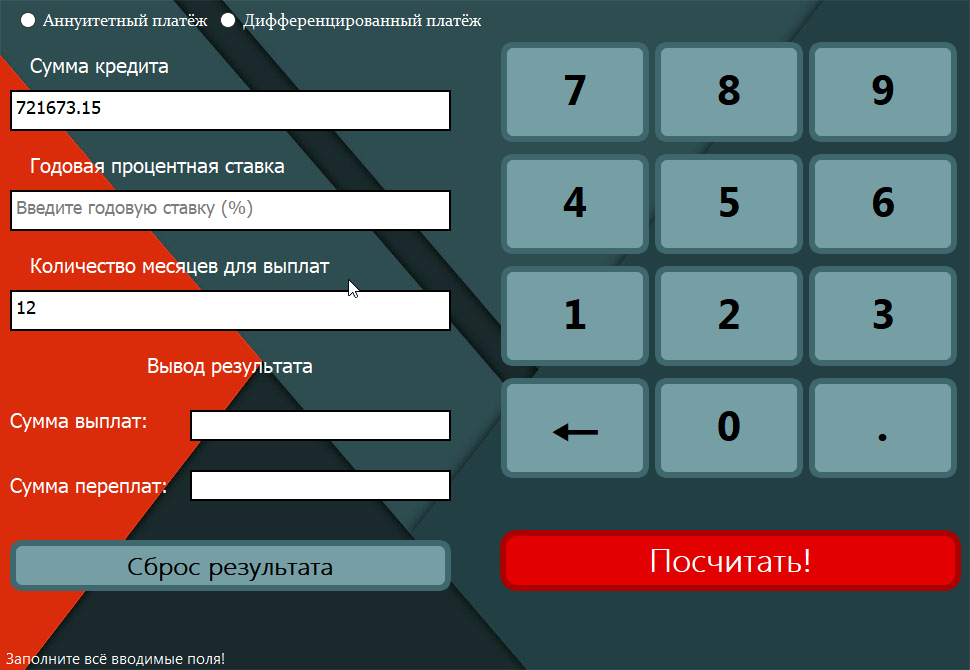 Аннуитетный платёж Дифференцированный платёж
Сумма кредита
721673.15
Годовая процентная ставка
Введите годовую ставку (%)
Количество месяцев для выплат
12
Вывод результата
Сумма выплат:
Сумма переплат:
Сброс результата
7 8 9
4 5 6
1 2 3
← 0 .
Посчитать!
Заполните всё вводимые поля!